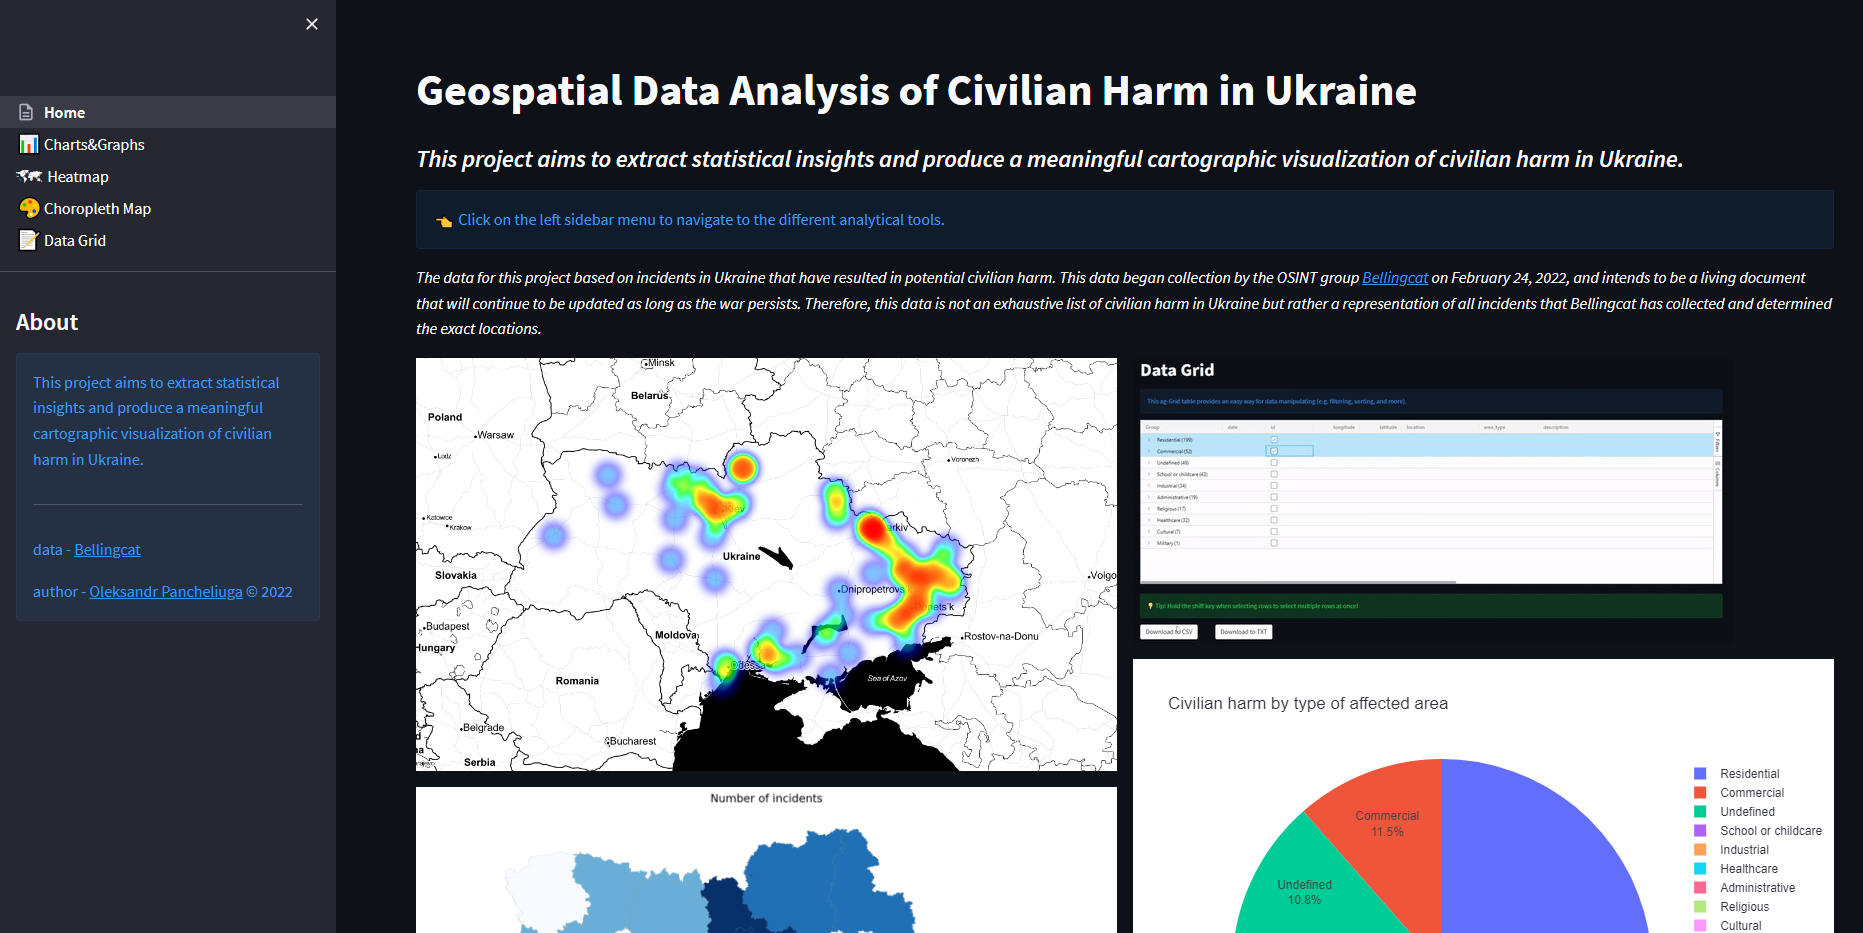 Home
Charts&Graphs
Heatmap
Choropleth Map
Data Grid
About
This project aims to extract statistical
insights and produce a meaningful
cartographic visualization of civilian
harm in Ukraine.
data - Bellingcat
author - Oleksandr Pancheliuga © 2022
Geospatial Data Analysis of Civilian Harm in Ukraine
This project aims to extract statistical insights and produce a meaningful cartographic visualization of civilian harm in Ukraine.
Click on the left sidebar menu to navigate to the different analytical tools.
The data for this project based on incidents in Ukraine that have resulted in potential civilian harm. This data began collection by the OSINT group Bellingcat on February 24, 2022, and intends to be a living document
that will continue to be updated as long as the war persists. Therefore, this data is not an exhaustive list of civilian harm in Ukraine but rather a representation of all incidents that Bellingcat has collected and determined
the exact locations.
Minsk
Belarus
Poland
Warsaw
Lodz
Voronezh
Katowice
Krakow
Kiev
arkiv
Ukraine
Slovakia
Volgo
Dnipropetrovs
Donets'k
Budapest
Hungary
Moldova
Rostov-na-Donu
Odessa
Romania
Sea of Azov
Belgrade
Bucharest
Serbia
Number of incidents
Data Grid
This ag-Grid table provides an easy way for data manipulating (e.g. filtering, sorting, and more).
Group date id longitude latitude location area_type description
Residential (199)
Commercial (52)
Undefined (49)
School or childcare (43)
Industrial (34)
Administrative (19)
Religious (17)
Healthcare (32)
Cultural (7)
Military (1)
Filters
Columns
Tip! Hold the shift key when selecting rows to select multiple rows at once!
Download to CSV
Download to TXT
Civilian harm by type of affected area
Commercial
11.5%
Undefined
10.8%
Residential
Commercial
Undefined
School or childcare
Industrial
Healthcare
Administrative
Religious
Cultural